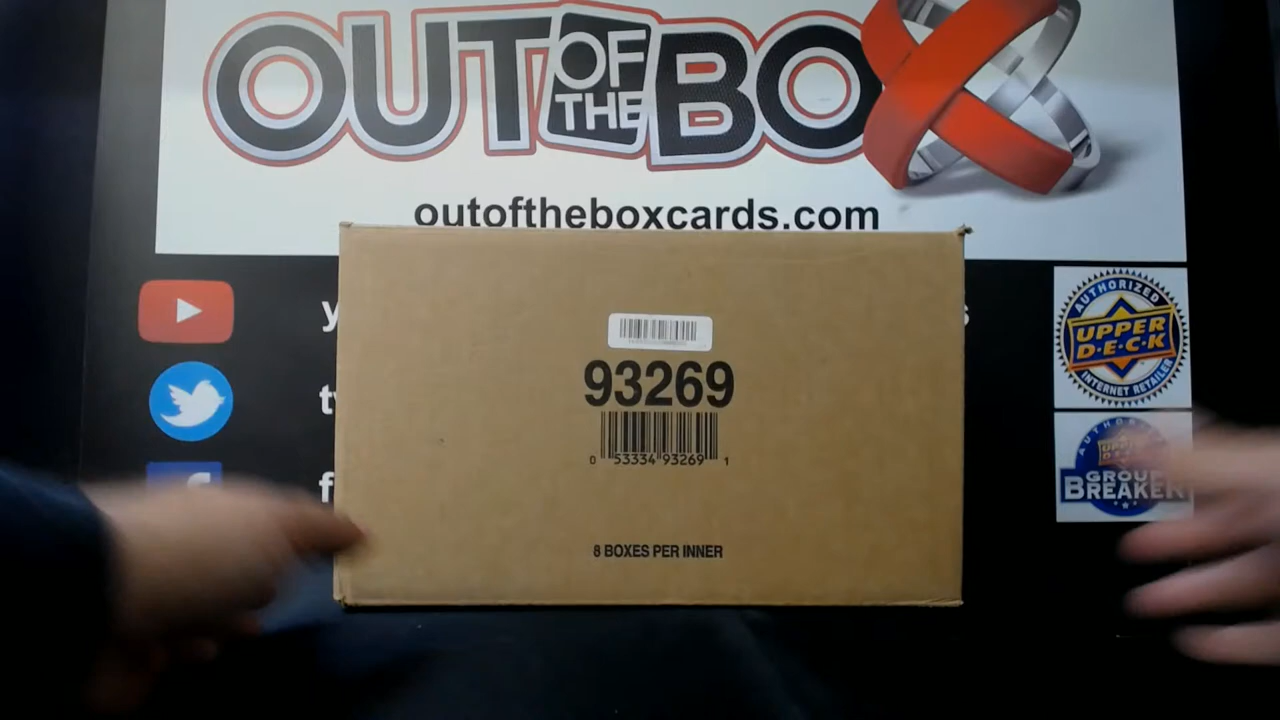 OUT OF THE BOX
outoftheboxcards.com
AUTHORIZED
UPPER
D·E·C·K
INTERNET RETAILER
93269
0 53334 93269 1
8 BOXES PER INNER
GROUP
BREAKER